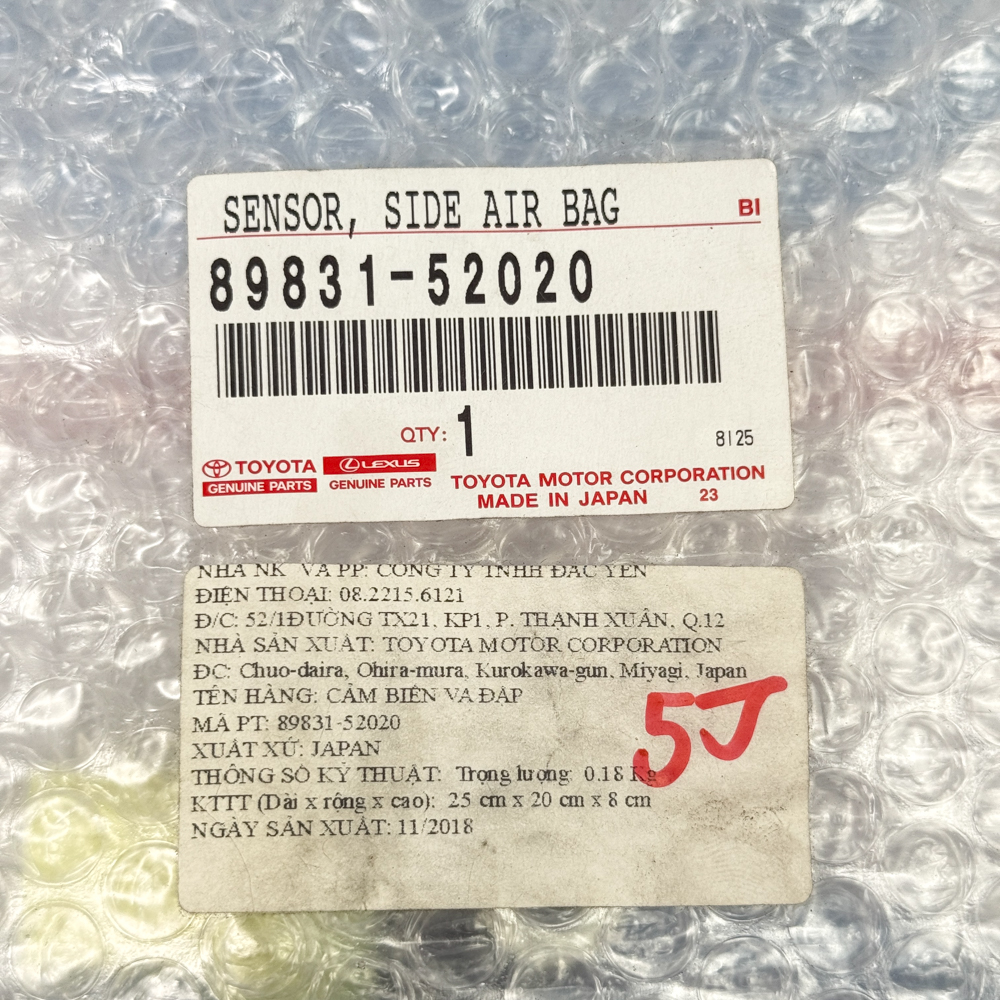 SENSOR, SIDE AIR BAG
BI
89831-52020
QTY: 1
8125
TOYOTA
GENUINE PARTS
LEXUS
GENUINE PARTS
TOYOTA MOTOR CORPORATION
MADE IN JAPAN 23
NHÀ NK VÀ PP: CÔNG TY TNHH ĐẶC YÊN
ĐIỆN THOẠI: 08.2215.6121
Đ/C: 52/1ĐƯỜNG TX21, KP1, P. THẠNH XUÂN, Q.12
NHÀ SẢN XUẤT: TOYOTA MOTOR CORPORATION
ĐC: Chuo-daira, Ohira-mura, Kurokawa-gun, Miyagi, Japan
TÊN HÀNG: CẢM BIẾN VA ĐẬP
MÃ PT: 89831-52020
XUẤT XỨ: JAPAN
THÔNG SỐ KỸ THUẬT: Trọng lượng: 0.18 Kg
KTTT (Dài x rộng x cao): 25 cm x 20 cm x 8 cm
NGÀY SẢN XUẤT: 11/2018
5J